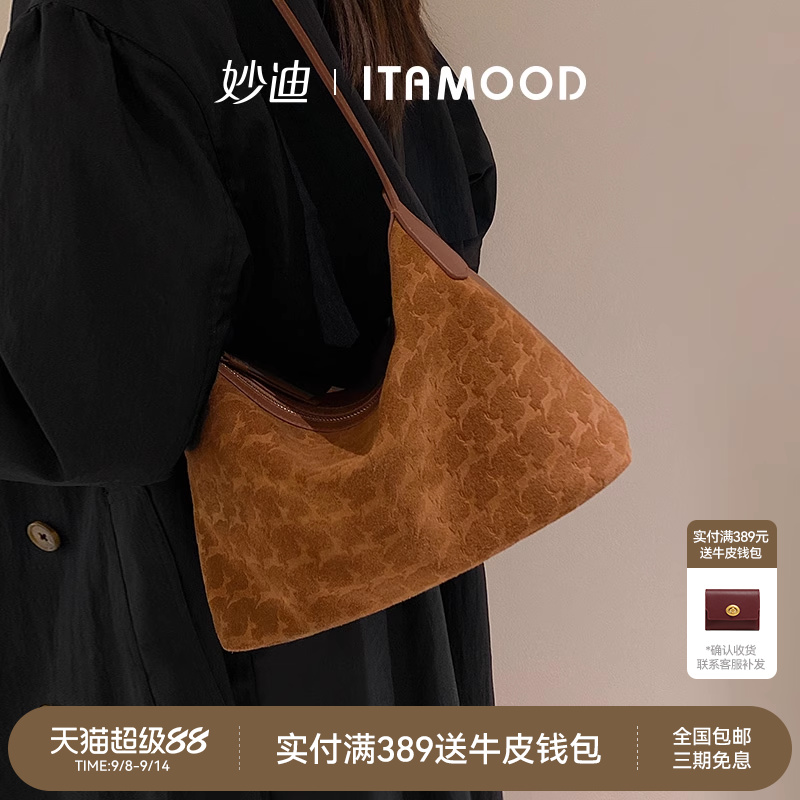 妙迪 | ITAMOOD
实付满389元
送牛皮钱包
*确认收货
联系客服补发
天猫超级88
TIME:9/8-9/14
实付满389送牛皮钱包
全国包邮
三期免息